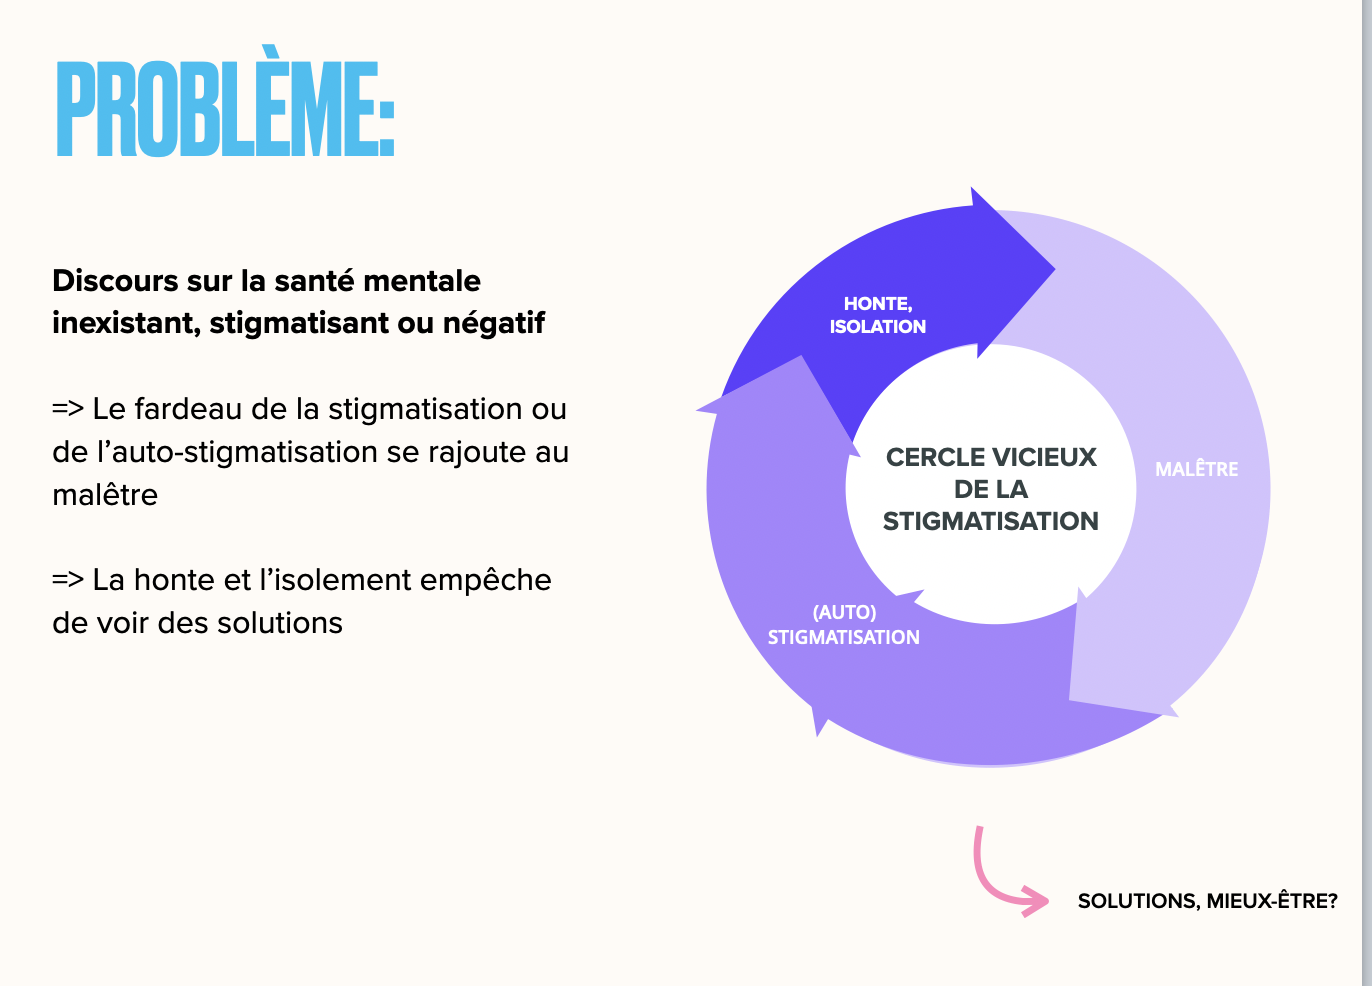 PROBLÈME:
Discours sur la santé mentale
inexistant, stigmatisant ou négatif
=> Le fardeau de la stigmatisation ou
de l’auto-stigmatisation se rajoute au
malêtre
=> La honte et l’isolement empêche
de voir des solutions
HONTE,
ISOLATION
MALÊTRE
CERCLE VICIEUX
DE LA
STIGMATISATION
(AUTO)
STIGMATISATION
SOLUTIONS, MIEUX-ÊTRE?